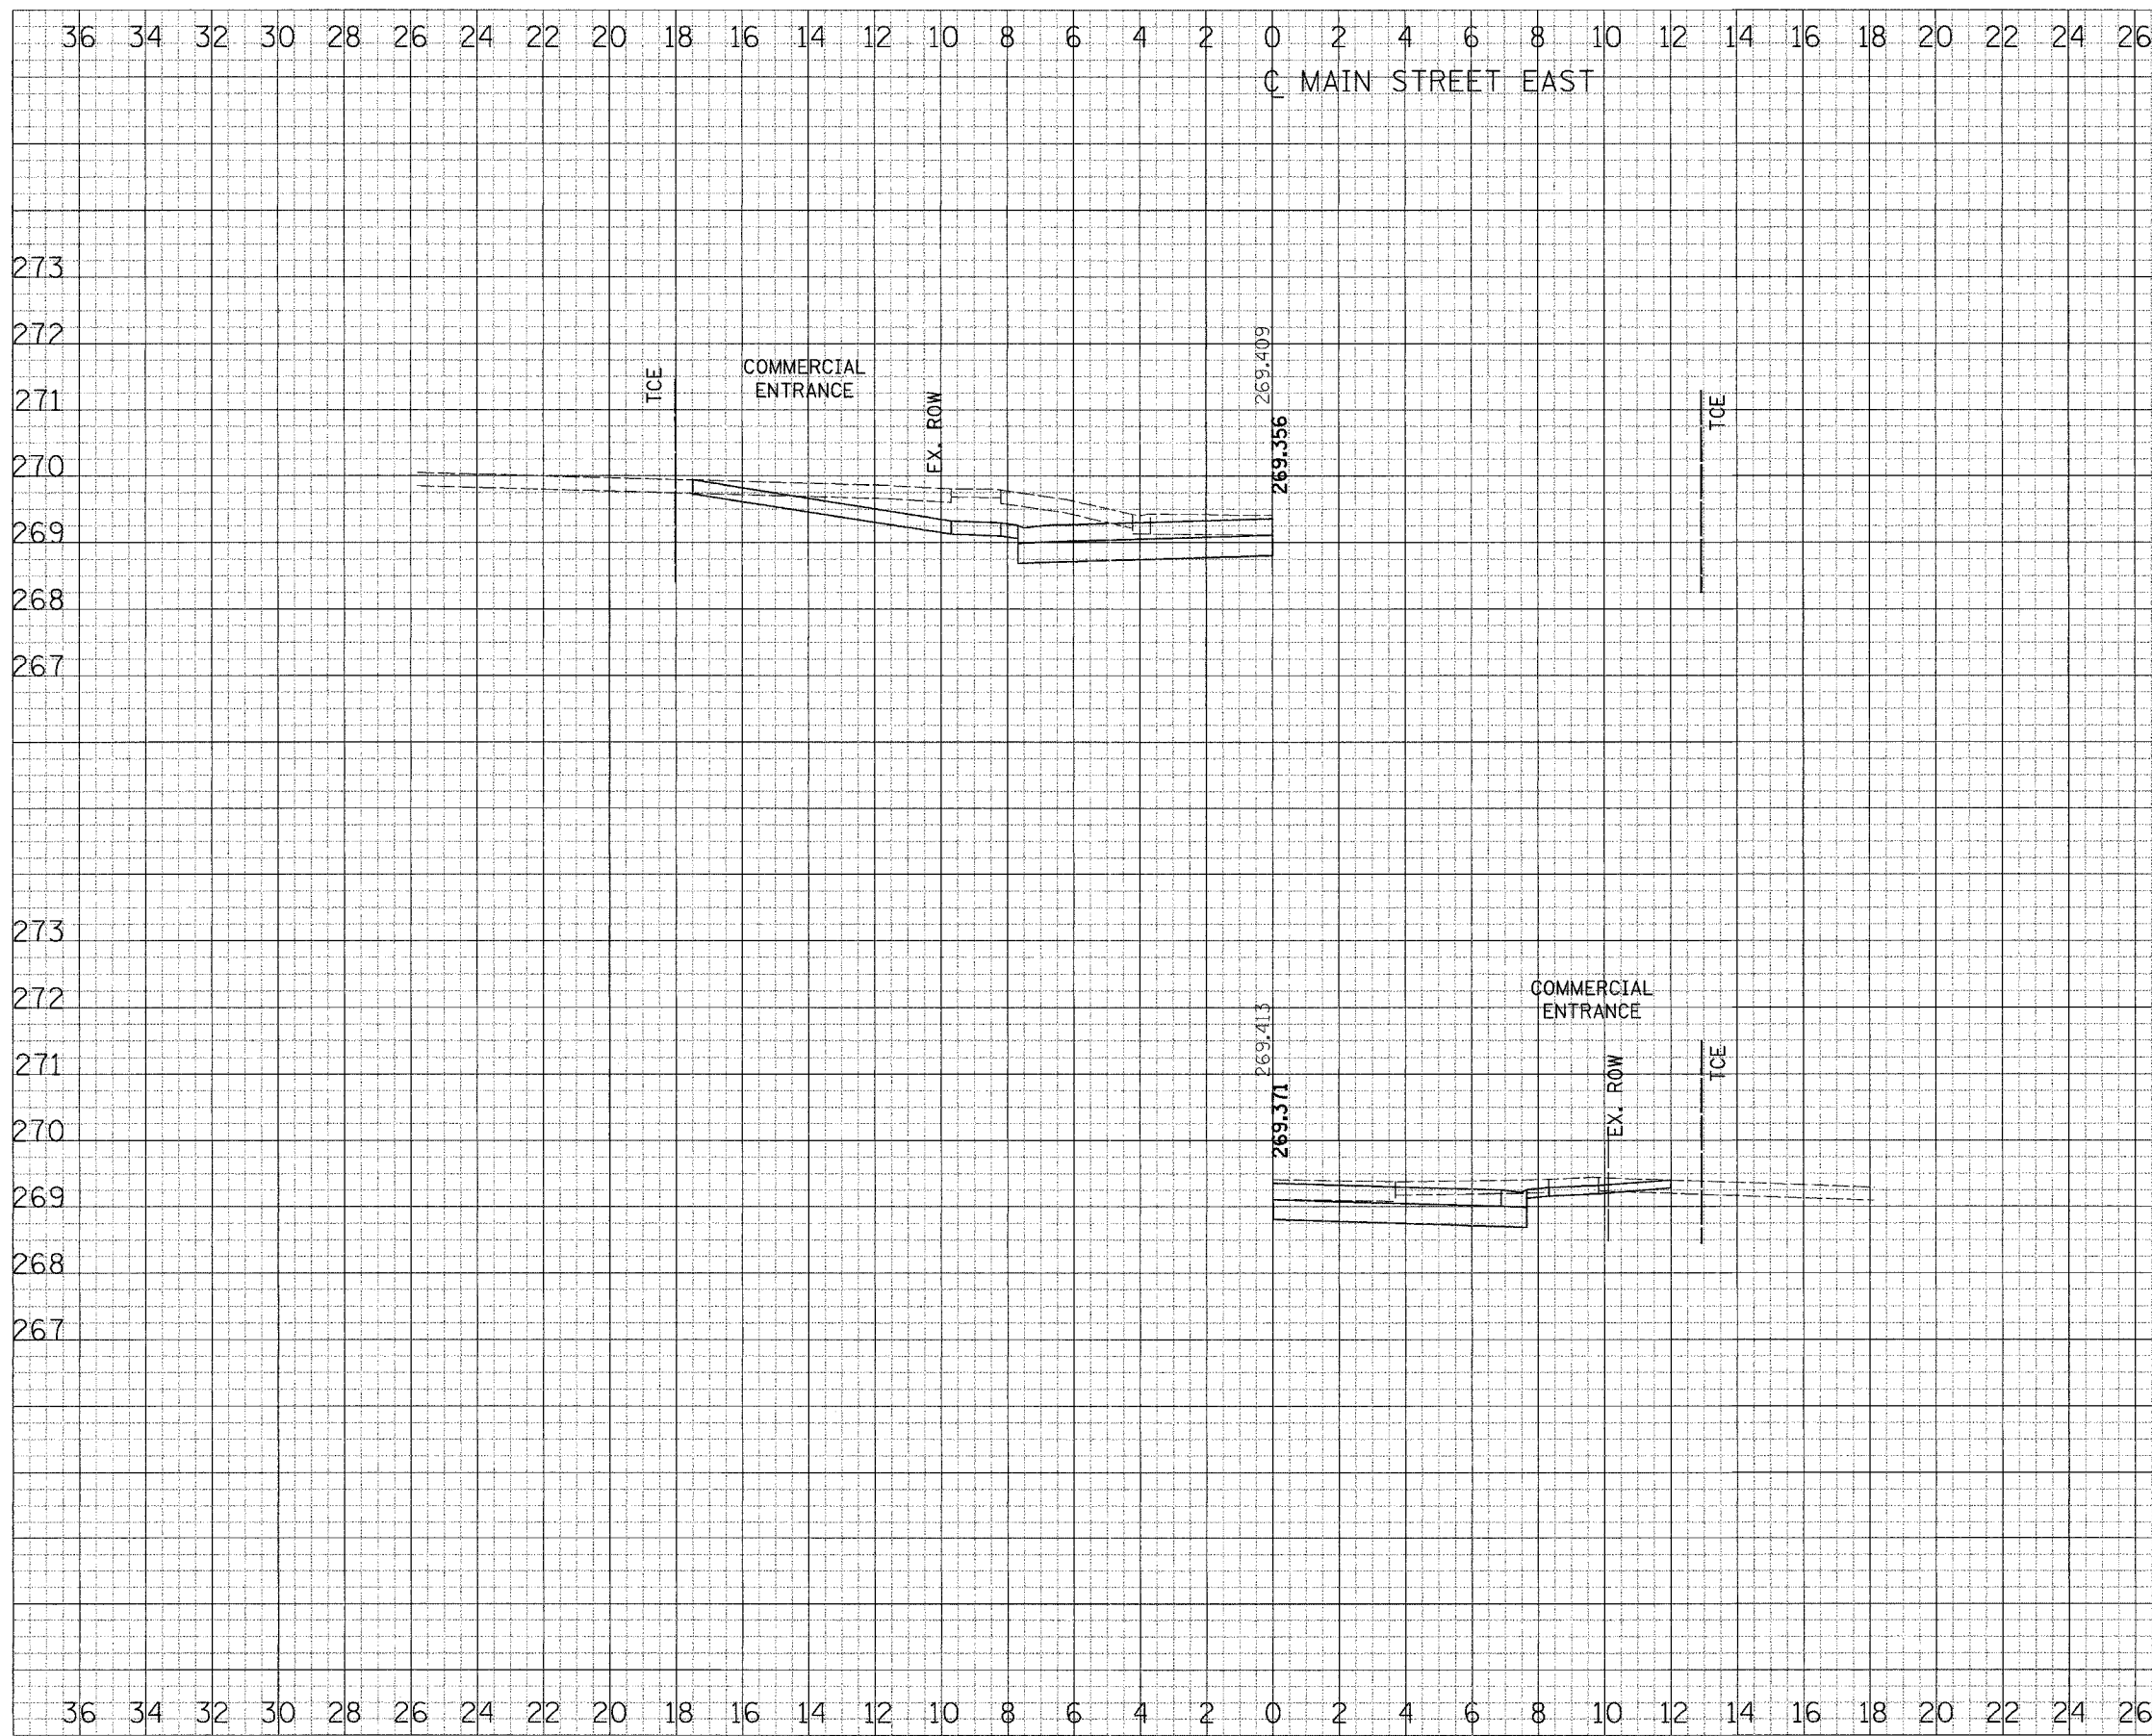 36 34 32 30 28 26 24 22 20 18 16 14 12 10 8 6 4 2 0 2 4 6 8 10 12 14 16 18 20 22 24 26
℄ MAIN STREET EAST
273
272
271
270
269
268
267
TCE
COMMERCIAL
ENTRANCE
EX. ROW
269.409
269.356
TCE
273
272
271
270
269
268
267
269.413
269.371
COMMERCIAL
ENTRANCE
EX. ROW
TCE
36 34 32 30 28 26 24 22 20 18 16 14 12 10 8 6 4 2 0 2 4 6 8 10 12 14 16 18 20 22 24 26